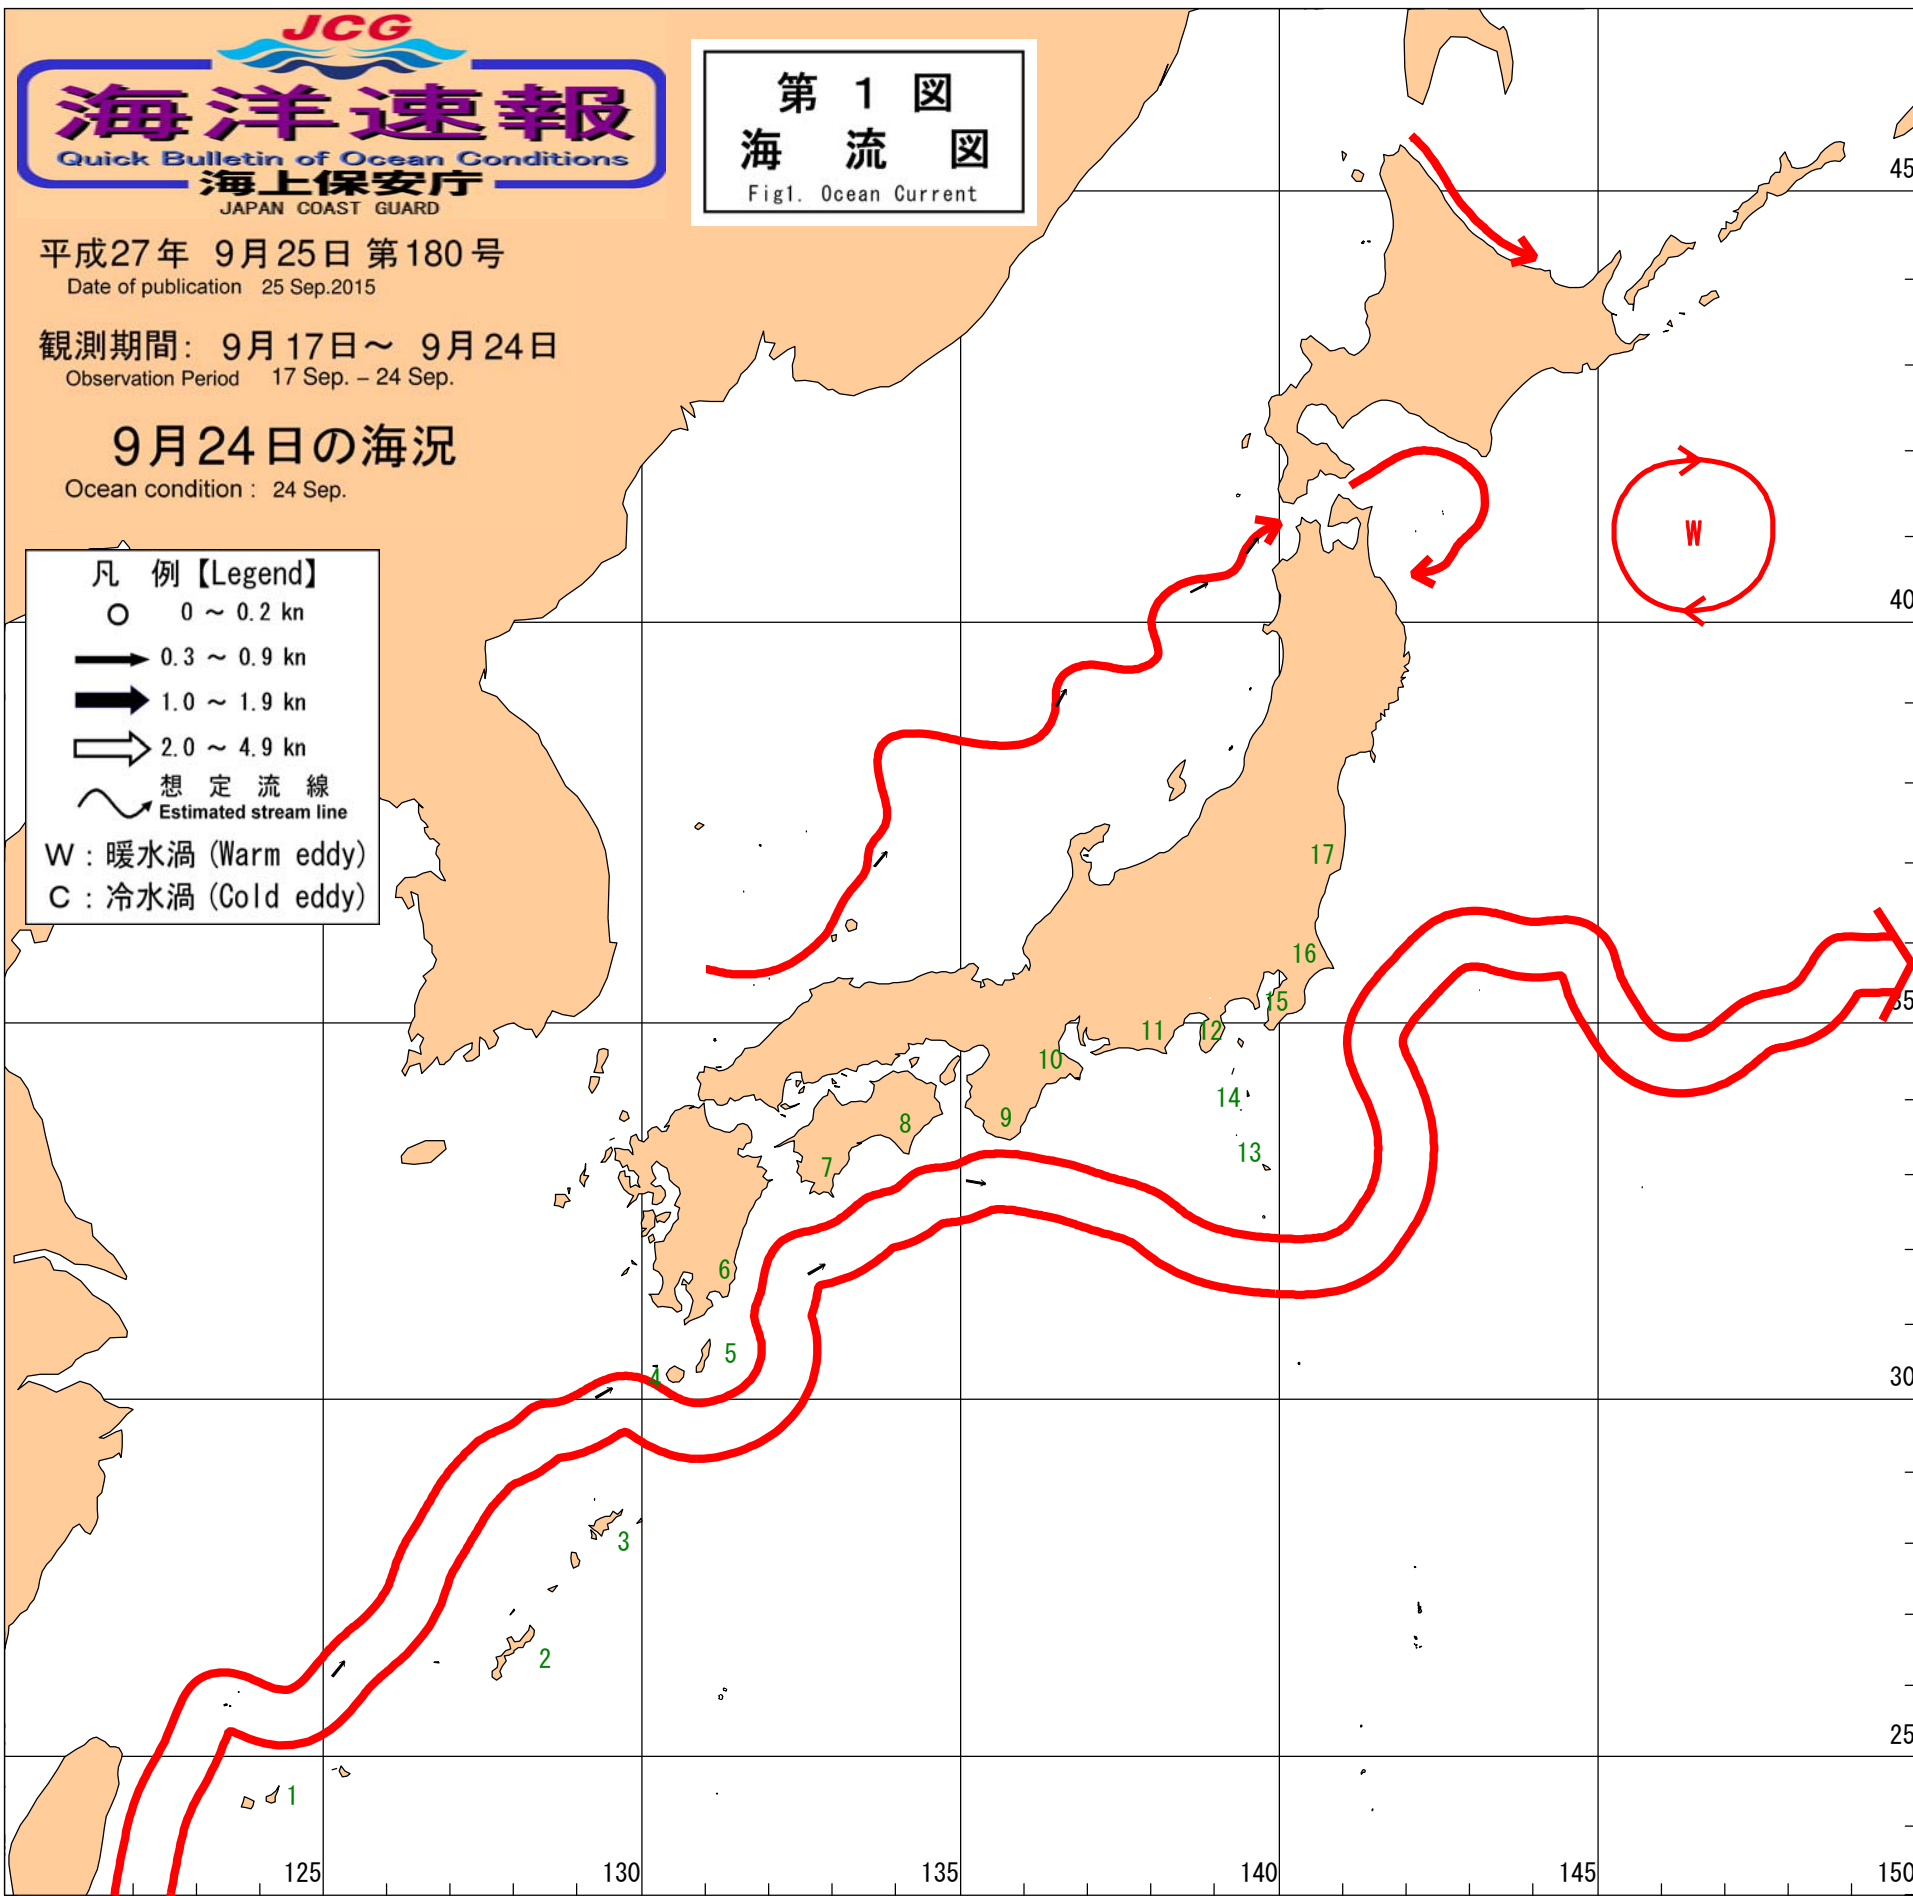 JCG
海洋速報
Quick Bulletin of Ocean Conditions
海上保安庁
JAPAN COAST GUARD
第 1 図
海 流 図
Fig1. Ocean Current
平成27年 9月25日 第180号
Date of publication 25 Sep.2015
観測期間: 9月17日～ 9月24日
Observation Period 17 Sep. – 24 Sep.
9月24日の海況
Ocean condition : 24 Sep.
凡 例【Legend】
0 ～ 0.2 kn
0.3 ～ 0.9 kn
1.0 ～ 1.9 kn
2.0 ～ 4.9 kn
想 定 流 線
Estimated stream line
W : 暖水渦 (Warm eddy)
C : 冷水渦 (Cold eddy)
45
W
40
17
16
15
35
11
12
10
14
9
8
13
7
6
5
4
30
3
2
25
1
125
130
135
140
145
150